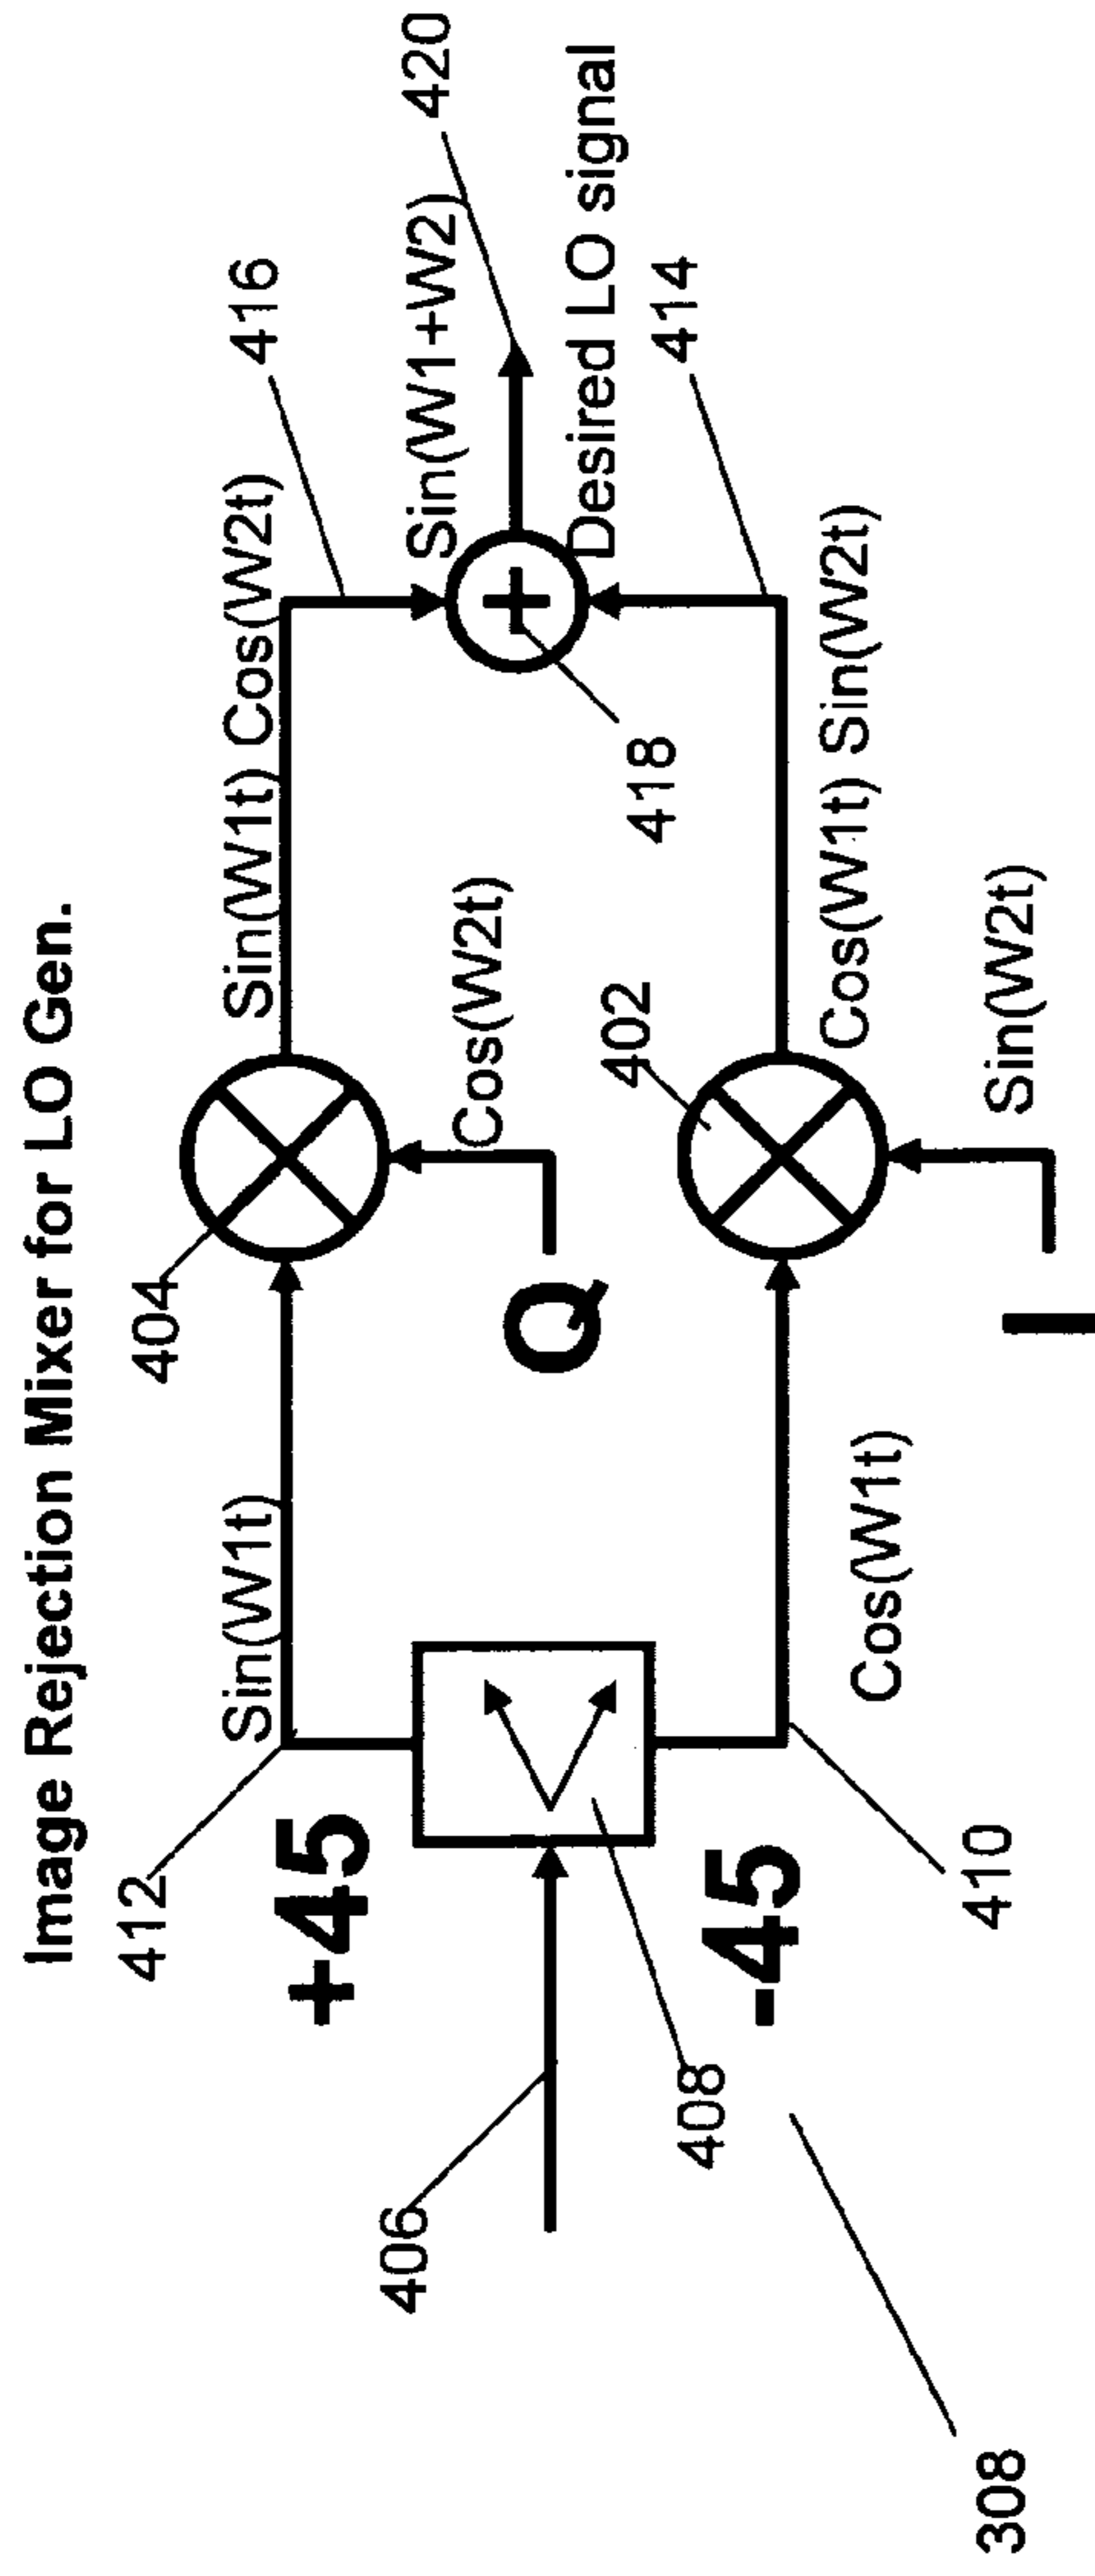 Image Rejection Mixer for LO Gen.
412
Sin(W1t)
404
Sin(W1t) Cos(W2t)
416
+45
406
Q
Cos(W2t)
Sin(W1+W2)
420
Desired LO signal
408
-45
402
418
414
410
Cos(W1t)
Cos(W1t) Sin(W2t)
308
I
Sin(W2t)